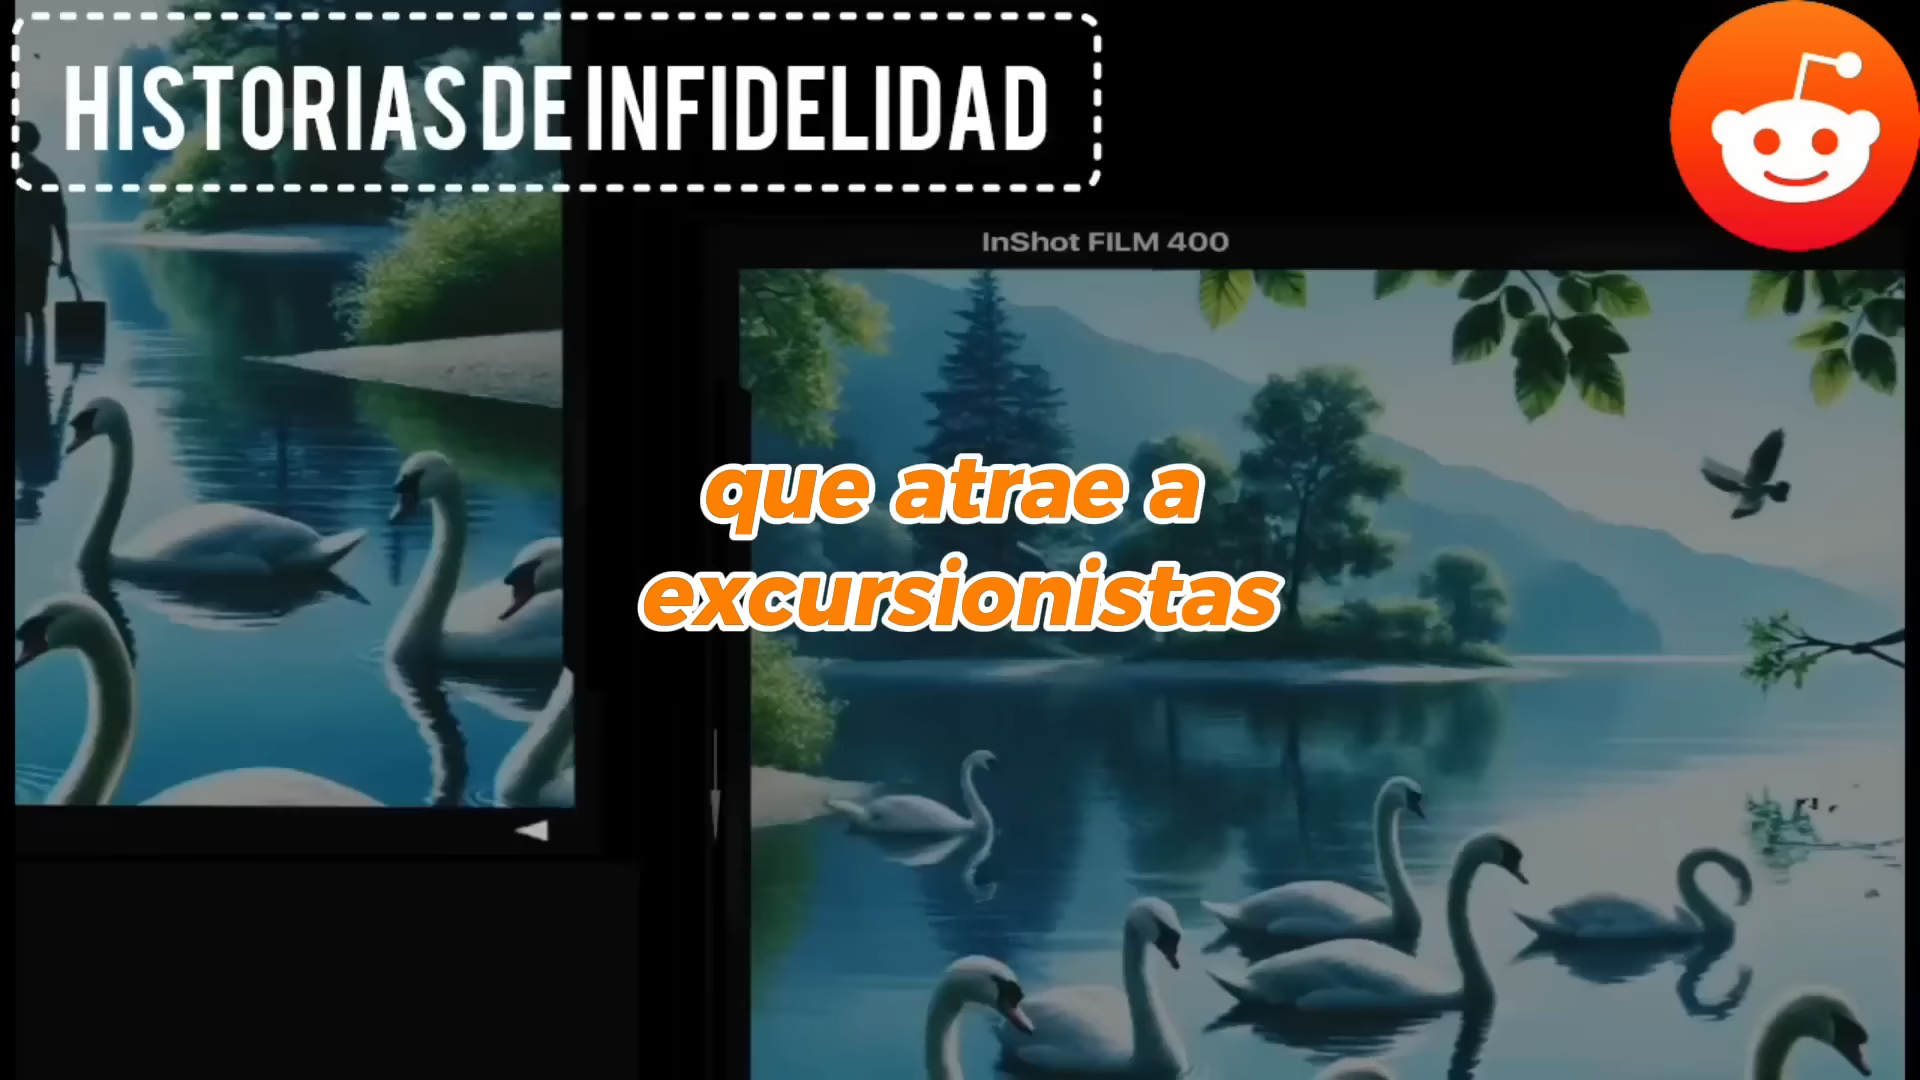 HISTORIAS DE INFIDELIDAD
InShot FILM 400
que atrae a
excursionistas